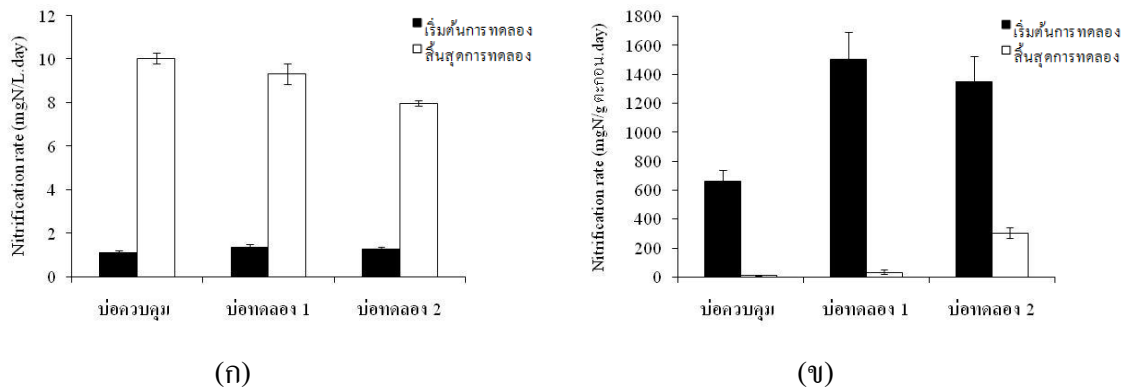 Nitrification rate (mgN/L.day)
12
10
8
6
4
2
0
เริ่มต้นการทดลอง
สิ้นสุดการทดลอง
บ่อควบคุม บ่อทดลอง 1 บ่อทดลอง 2
(ก)
Nitrification rate (mgN/g ตะกอน.day)
1800
1600
1400
1200
1000
800
600
400
200
0
เริ่มต้นการทดลอง
สิ้นสุดการทดลอง
บ่อควบคุม บ่อทดลอง 1 บ่อทดลอง 2
(ข)